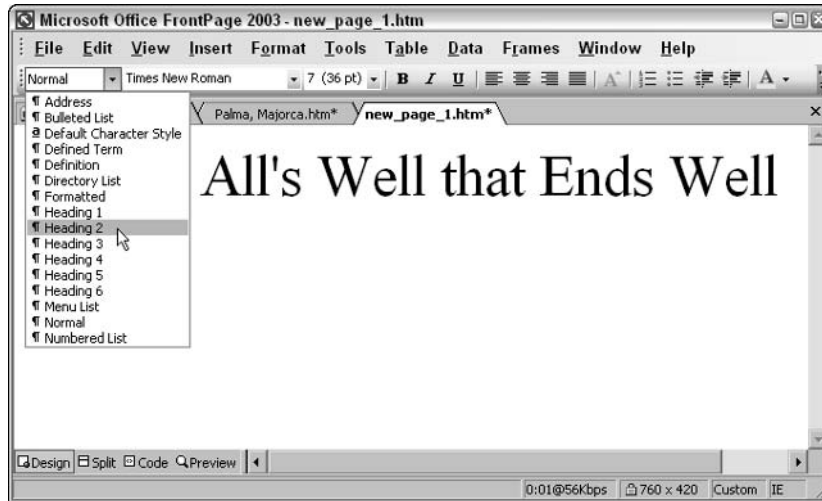 Microsoft Office FrontPage 2003 - new_page_1.htm
File Edit View Insert Format Tools Table Data Frames Window Help
Normal Times New Roman 7 (36 pt) B I U A A
Palma, Majorca.htm* new_page_1.htm*
¶ Address
¶ Bulleted List
a Default Character Style
¶ Defined Term
¶ Definition
¶ Directory List
¶ Formatted
¶ Heading 1
¶ Heading 2
¶ Heading 3
¶ Heading 4
¶ Heading 5
¶ Heading 6
¶ Menu List
¶ Normal
¶ Numbered List
All's Well that Ends Well
Design Split Code Preview
0:01@56Kbps 760 x 420 Custom IE